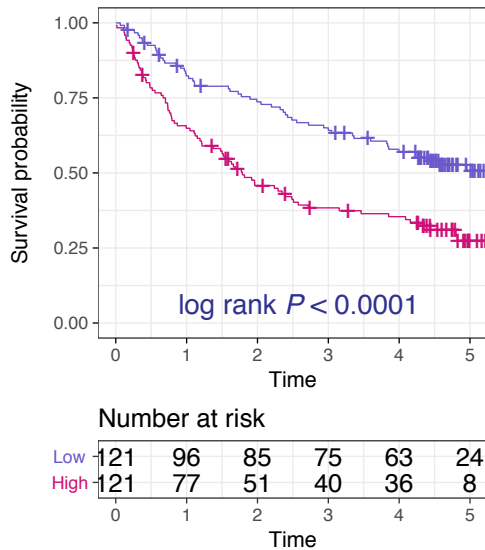 1.00
0.75
0.50
0.25
0.00
Survival probability
log rank P < 0.0001
0 1 2 3 4 5
Time
Number at risk
Low 121 96 85 75 63 24
High 121 77 51 40 36 8
0 1 2 3 4 5
Time